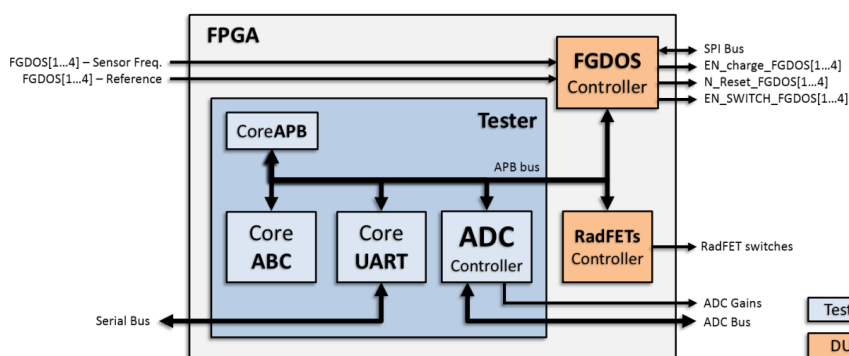 FPGA
FGDOS[1…4] – Sensor Freq.
FGDOS[1…4] – Reference
FGDOS
Controller
SPI Bus
EN_charge_FGDOS[1…4]
N_Reset_FGDOS[1…4]
EN_SWITCH_FGDOS[1…4]
Tester
CoreAPB
APB bus
Core
ABC
Core
UART
ADC
Controller
RadFETs
Controller
RadFET switches
ADC Gains
Serial Bus
ADC Bus
Test
DU